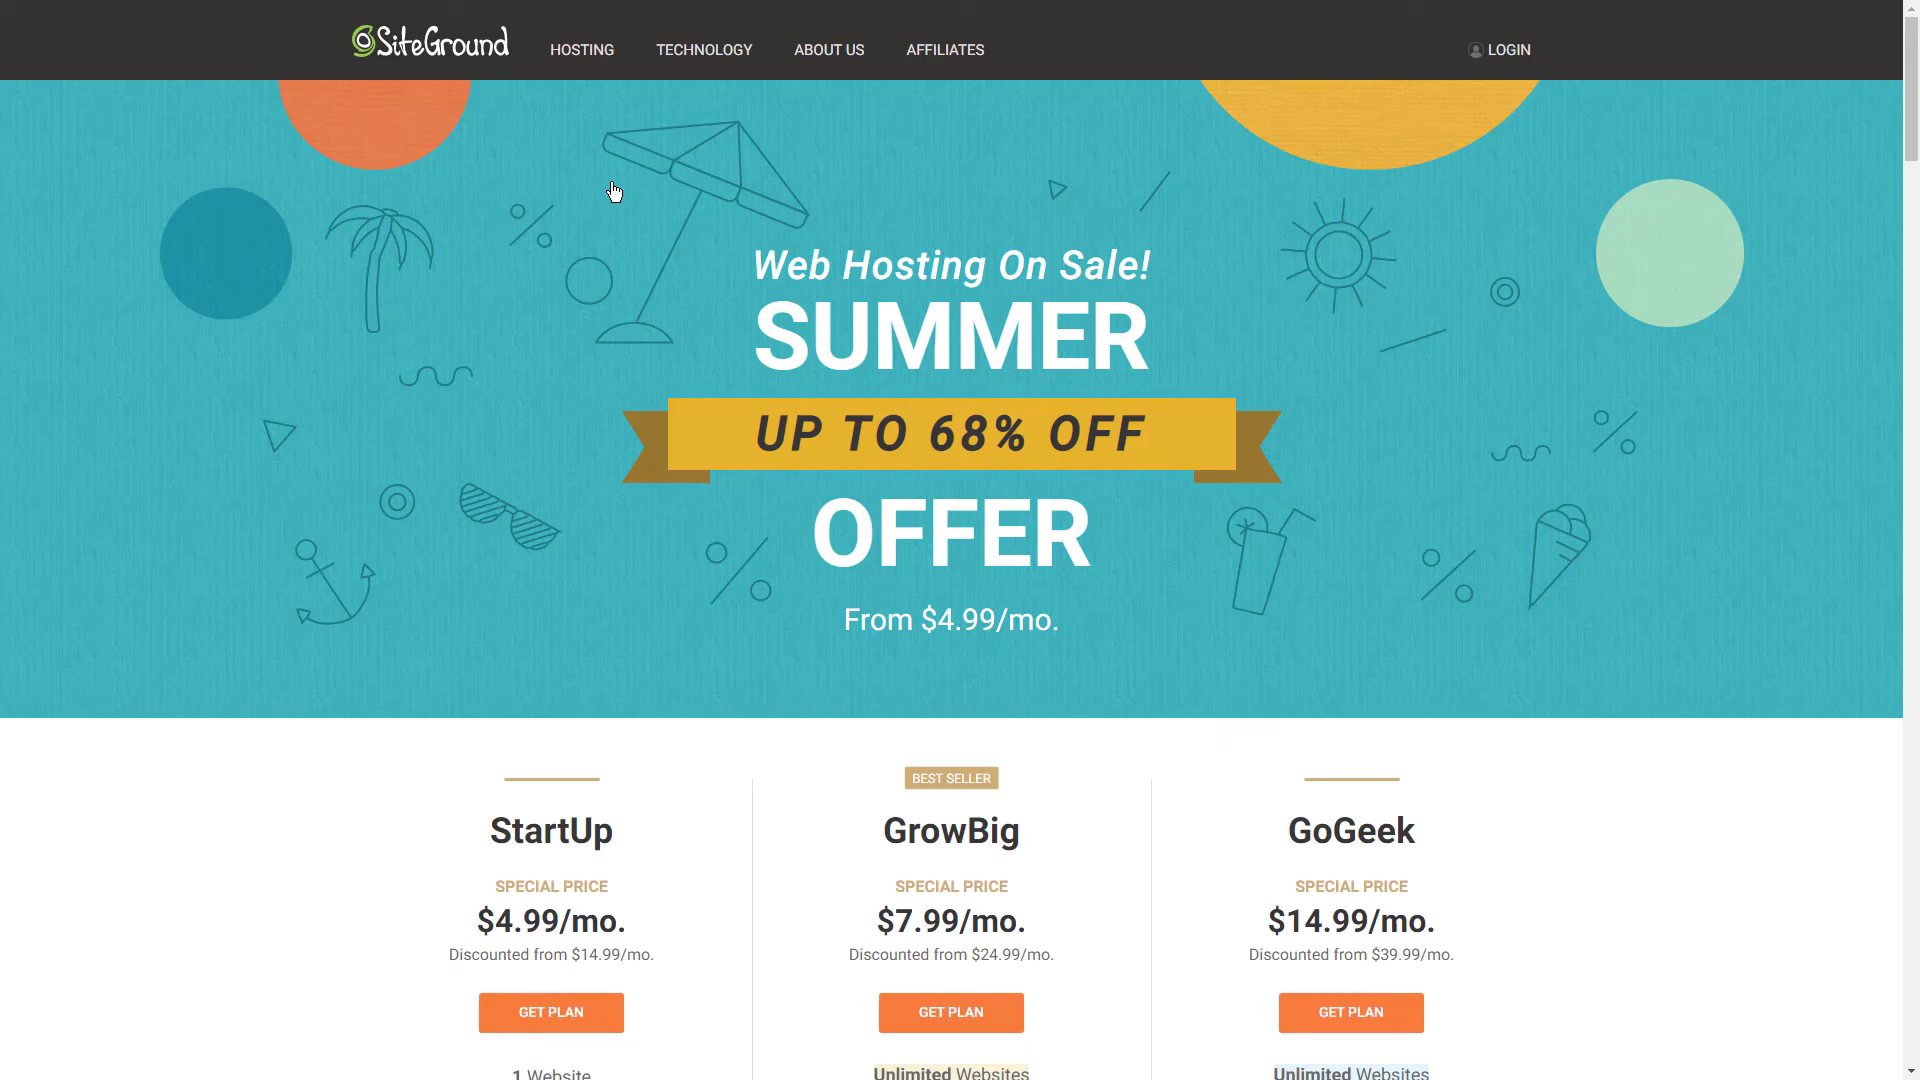 SiteGround
HOSTING TECHNOLOGY ABOUT US AFFILIATES LOGIN
Web Hosting On Sale!
SUMMER
UP TO 68% OFF
OFFER
From $4.99/mo.
BEST SELLER
StartUp GrowBig GoGeek
SPECIAL PRICE SPECIAL PRICE SPECIAL PRICE
$4.99/mo. $7.99/mo. $14.99/mo.
Discounted from $14.99/mo. Discounted from $24.99/mo. Discounted from $39.99/mo.
GET PLAN GET PLAN GET PLAN
1 Website Unlimited Websites Unlimited Websites